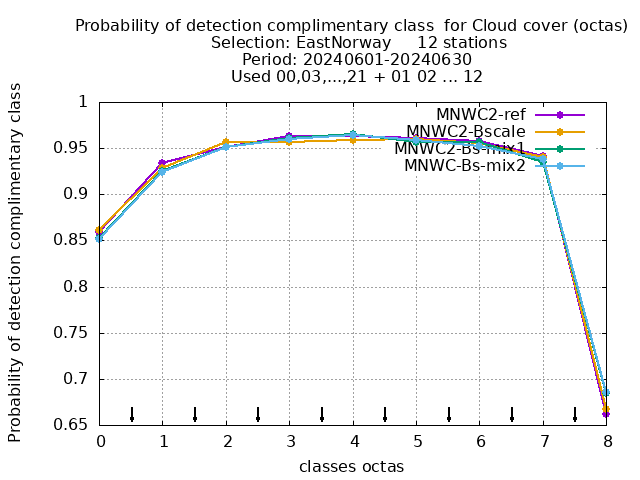 Probability of detection complimentary class  for Cloud cover (octas)
Selection: EastNorway     12 stations
Period: 20240601-20240630
Used 00,03,...,21 + 01 02 ... 12
Probability of detection complimentary class
MNWC2-ref
MNWC2-Bscale
MNWC2-Bs-mix1
MNWC-Bs-mix2
1
0.95
0.9
0.85
0.8
0.75
0.7
0.65
0 1 2 3 4 5 6 7 8
classes octas